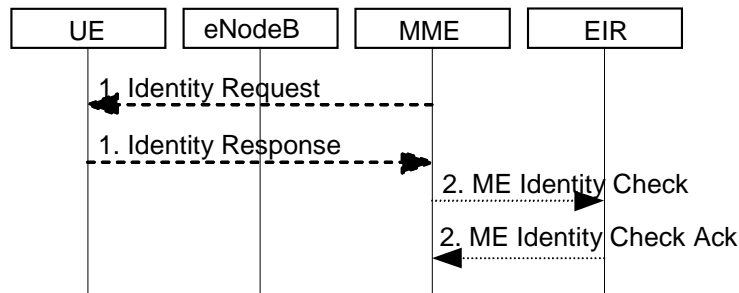 UE
eNodeB
MME
EIR
1. Identity Request
1. Identity Response
2. ME Identity Check
2. ME Identity Check Ack